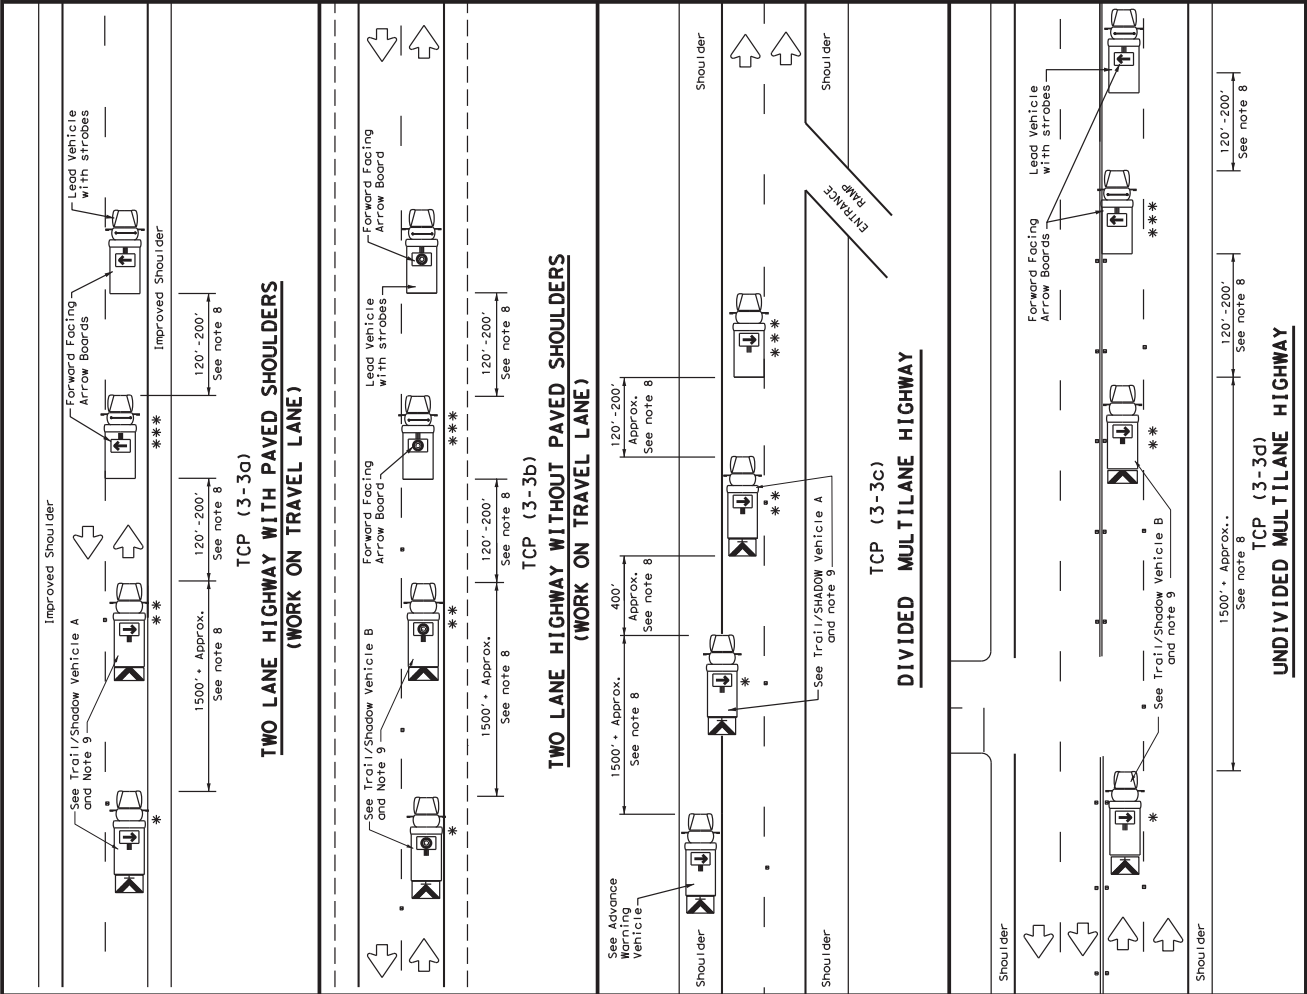 Improved Shoulder
See Trail/Shadow Vehicle A
and Note 9
Forward Facing
Arrow Boards
Lead Vehicle
with strobes
Improved Shoulder
*
**
***
1500'+ Approx.
See note 8
120'-200'
See note 8
120'-200'
See note 8
TCP (3-3a)
TWO LANE HIGHWAY WITH PAVED SHOULDERS
(WORK ON TRAVEL LANE)
See Trail/Shadow Vehicle B
and Note 9
Forward Facing
Arrow Board
Lead Vehicle
with strobes
Forward Facing
Arrow Board
*
**
***
1500'+ Approx.
See note 8
120'-200'
See note 8
120'-200'
See note 8
TCP (3-3b)
TWO LANE HIGHWAY WITHOUT PAVED SHOULDERS
(WORK ON TRAVEL LANE)
See Advance
Warning
Vehicle
1500'+ Approx.
See note 8
400'
Approx.
See note 8
120'-200'
Approx.
See note 8
Shoulder
Shoulder
*
**
***
See Trail/SHADOW Vehicle A
and note 9
Shoulder
Shoulder
ENTRANCE
RAMP
TCP (3-3c)
DIVIDED MULTILANE HIGHWAY
Shoulder
Forward Facing
Arrow Boards
Lead Vehicle
with strobes
*
**
***
See Trail/Shadow Vehicle B
and note 9
Shoulder
1500'+ Approx..
See note 8
120'-200'
See note 8
120'-200'
See note 8
TCP (3-3d)
UNDIVIDED MULTILANE HIGHWAY